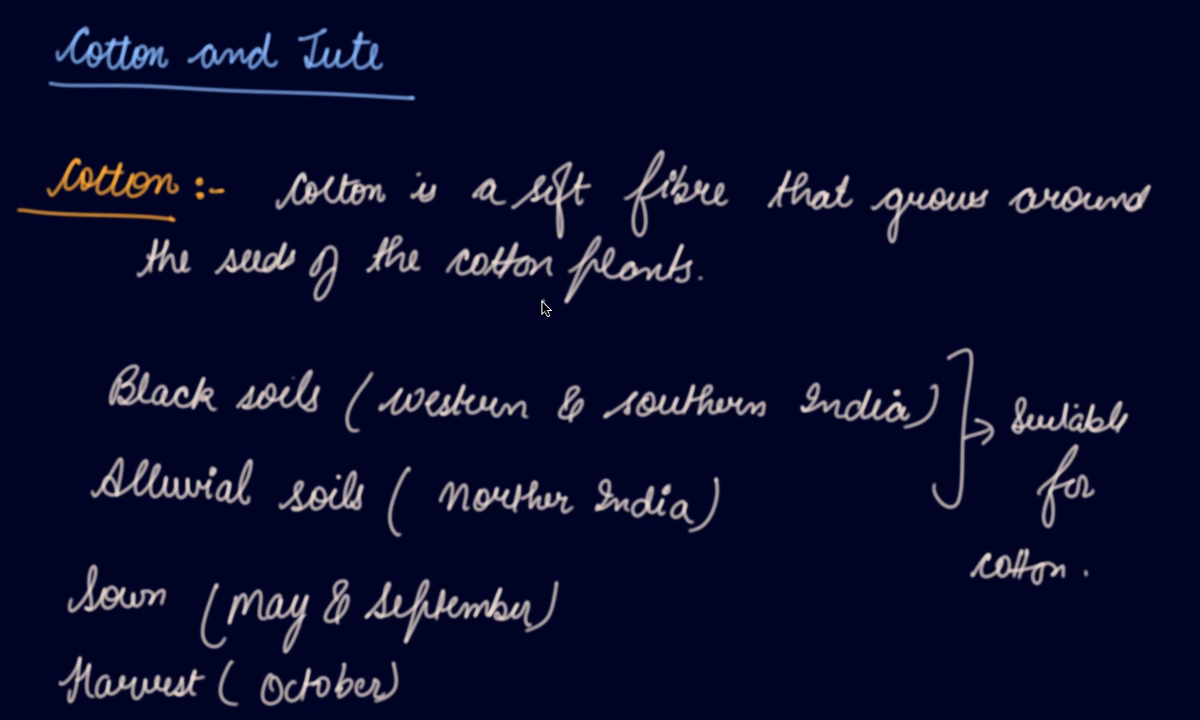 Cotton and Jute
Cotton :- Cotton is a soft fibre that grows around
the seeds of the cotton plants.
Black soils (western & southern India)
→ Suitable
for
cotton.
Alluvial soils (Norther India)
Sown (May & September)
Harvest (October)